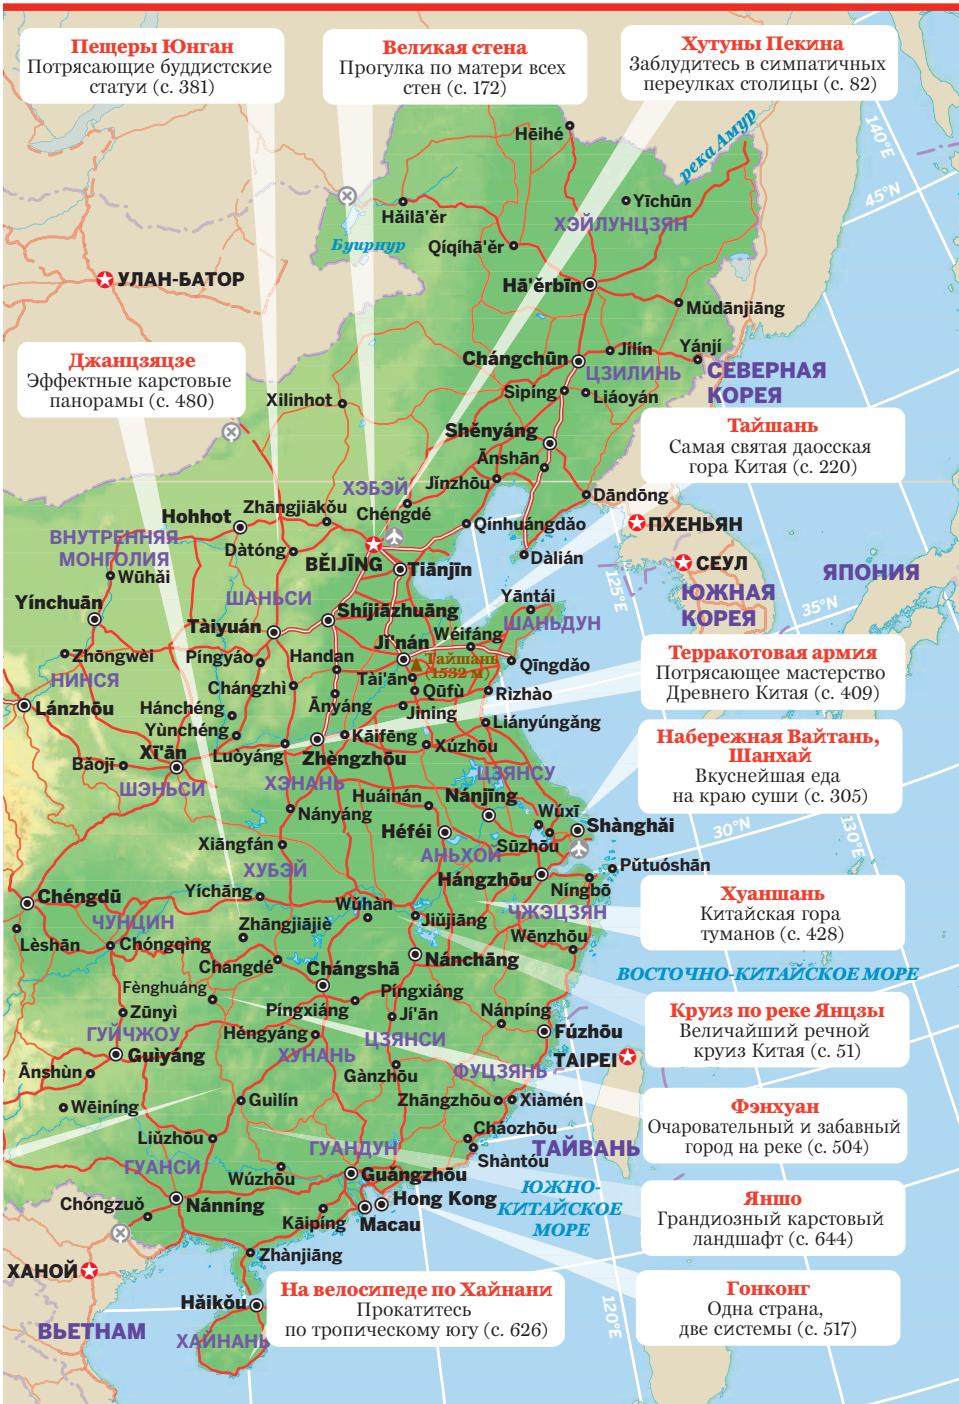 Пещеры Юнган
Потрясающие буддистские
статуи (с. 381)
Великая стена
Прогулка по матери всех
стен (с. 172)
Хутуны Пекина
Заблудитесь в симпатичных
переулках столицы (с. 82)
140°E
45°N
река Амур
Hēihé
Yīchūn
Hǎilā'ěr
ХЭЙЛУНЦЗЯН
Буирнур
Qíqíhā'ěr
УЛАН-БАТОР
Hā'ěrbīn
Mǔdānjiāng
Джанцзяцзе
Эффектные карстовые
панорамы (с. 480)
Chángchūn
Jílín
Yánjí
ЦЗИЛИНЬ
СЕВЕРНАЯ
КОРЕЯ
Xilinhot
Sìpíng
Liáoyán
Shěnyáng
Тайшань
Самая святая даосская
гора Китая (с. 220)
Ānshān
Jǐnzhōu
ХЭБЭЙ
Chéngdé
Dāndōng
Zhāngjiākǒu
Hohhot
Qínhuángdǎo
ПХЕНЬЯН
ВНУТРЕННЯЯ
МОНГОЛИЯ
Dàtóng
BĚIJĪNG
Dàlián
СЕУЛ
Tiānjīn
ЯПОНИЯ
Wūhǎi
125°E
ЮЖНАЯ
КОРЕЯ
35°N
Yínchuān
ШАНЬСИ
Yāntái
Shíjiāzhuāng
ШАНЬДУН
Tàiyuán
Jǐ'nán
Wéifāng
Zhōngwèi
Píngyáo
Handan
Тайшань
(1532 м)
Qīngdǎo
Терракотовая армия
Потрясающее мастерство
Древнего Китая (с. 409)
НИНСЯ
Chángzhì
Tài'ān
Qūfù
Rìzhào
Lánzhōu
Hánchéng
Ānyáng
Jìníng
Yùnchéng
Liányúngǎng
Kāifēng
Набережная Вайтань,
Шанхай
Вкуснейшая еда
на краю суши (с. 305)
Xī'ān
Luòyáng
Zhèngzhōu
Xúzhōu
Bǎojī
ШЭНЬСИ
ХЭНАНЬ
ЦЗЯНСУ
Huáinán
Nánjīng
Nányáng
Wúxī
Shànghǎi
30°N
130°E
Héféi
Xiāngfán
Sūzhōu
АНЬХОЙ
ХУБЭЙ
Pǔtuóshān
Hángzhōu
Níngbō
Chéngdū
Yíchāng
Wǔhàn
Хуаншань
Китайская гора
туманов (с. 428)
ЧУНЦИН
Zhāngjiājiè
Jiǔjiāng
ЧЖЭЦЗЯН
Lèshān
Chóngqìng
Wēnzhōu
Chángdé
Chángshā
Nánchāng
ВОСТОЧНО-КИТАЙСКОЕ МОРЕ
Fènghuáng
Píngxiáng
Píngxiáng
Jí'ān
Nánpíng
Круиз по реке Янцзы
Величайший речной
круиз Китая (с. 51)
Zūnyì
ГУЙЧЖОУ
Héngyáng
ЦЗЯНСИ
Fúzhōu
Guìyáng
ХУНАНЬ
TAIPEI
Ānshùn
Gànzhōu
ФУЦЗЯНЬ
Wēiníng
Guìlín
Zhāngzhōu
Xiàmén
Фэнхуан
Очаровательный и забавный
город на реке (с. 504)
Liǔzhōu
Cháozhōu
ТАЙВАНЬ
ГУАНСИ
ГУАНДУН
Shàntóu
Wúzhōu
Guǎngzhōu
Яншо
Грандиозный карстовый
ландшафт (с. 644)
Chóngzuǒ
Nánning
Hong Kong
Kāipíng
Macau
ЮЖНО-
КИТАЙСКОЕ
МОРЕ
Zhànjiāng
ХАНОЙ
Hǎikǒu
На велосипеде по Хайнани
Прокатитесь
по тропическому югу (с. 626)
Гонконг
Одна страна,
две системы (с. 517)
120°E
ВЬЕТНАМ
ХАЙНАНЬ